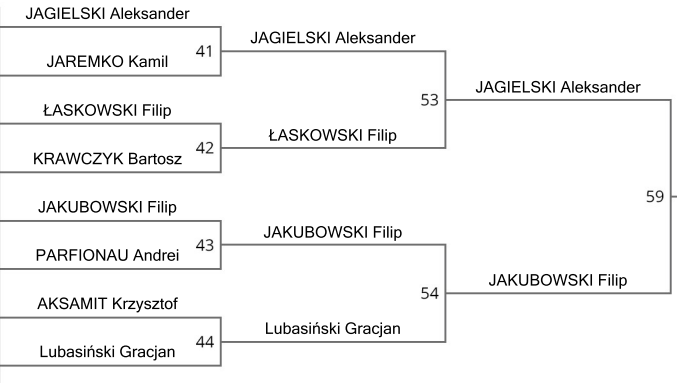 JAGIELSKI Aleksander
JAREMKO Kamil
41
ŁASKOWSKI Filip
KRAWCZYK Bartosz
42
JAKUBOWSKI Filip
PARFIONAU Andrei
43
AKSAMIT Krzysztof
Lubasiński Gracjan
44
JAGIELSKI Aleksander
ŁASKOWSKI Filip
53
JAKUBOWSKI Filip
Lubasiński Gracjan
54
JAGIELSKI Aleksander
JAKUBOWSKI Filip
59